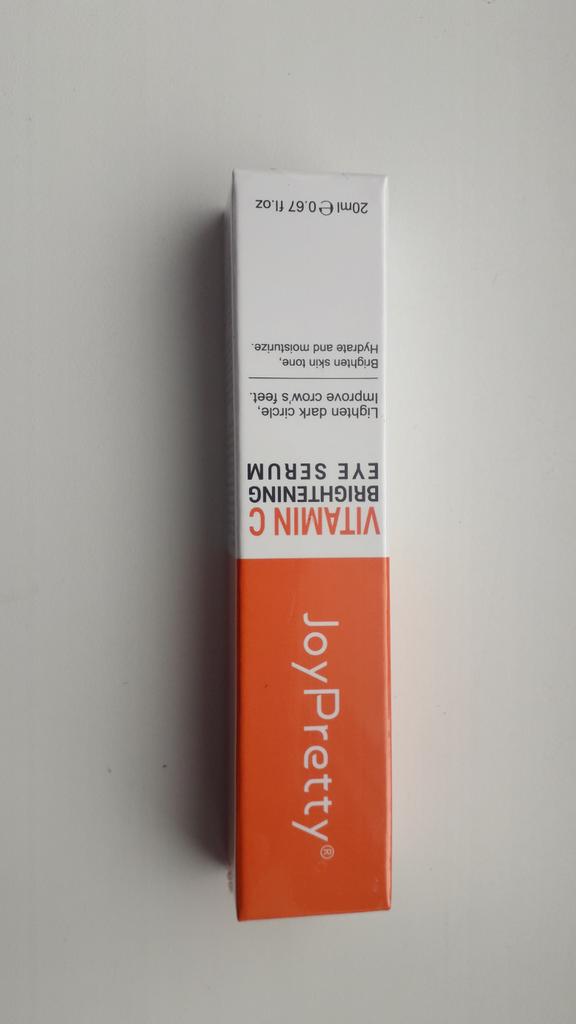 JoyPretty®
VITAMIN C
BRIGHTENING
EYE SERUM
Lighten dark circle,
Improve crow's feet.
Brighten skin tone,
Hydrate and moisturize.
20ml ℮ 0.67 fl.oz